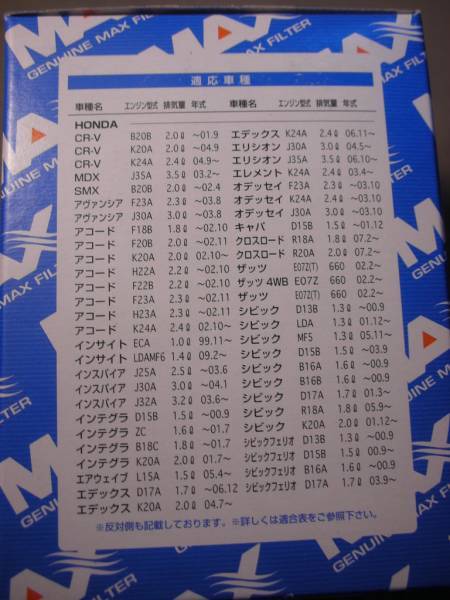 MAX
GENUINE MAX FILTER
適応車種
車種名 エンジン型式 排気量 年式 車種名 エンジン型式 排気量 年式
HONDA
CR-V B20B 2.0ℓ ～01.9
CR-V K20A 2.0ℓ ～04.9
CR-V K24A 2.4ℓ 04.9～
MDX J35A 3.5ℓ 03.2～
SMX B20B 2.0ℓ ～02.4
アヴァンシア F23A 2.3ℓ ～03.8
アヴァンシア J30A 3.0ℓ ～03.8
アコード F18B 1.8ℓ ～02.10
アコード F20B 2.0ℓ ～02.11
アコード K20A 2.0ℓ 02.10～
アコード H22A 2.2ℓ ～02.10
アコード F22B 2.2ℓ ～02.10
アコード F23A 2.3ℓ ～02.11
アコード H23A 2.3ℓ ～02.11
アコード K24A 2.4ℓ 02.10～
インサイト ECA 1.0ℓ 99.11～
インサイト LDAMF6 1.4ℓ 09.2～
インスパイア J25A 2.5ℓ ～03.6
インスパイア J30A 3.0ℓ ～04.1
インスパイア J32A 3.2ℓ 03.6～
インテグラ D15B 1.5ℓ ～00.9
インテグラ ZC 1.6ℓ ～01.7
インテグラ B18C 1.8ℓ ～01.7
インテグラ K20A 2.0ℓ 01.7～
エアウェイブ L15A 1.5ℓ 05.4～
エデックス D17A 1.7ℓ ～06.12
エデックス K20A 2.0ℓ 04.7～
エデックス K24A 2.4ℓ 06.11～
エリシオン J30A 3.0ℓ 04.5～
エリシオン J35A 3.5ℓ 06.10～
エレメント K24A 2.4ℓ 03.4～
オデッセイ F23A 2.3ℓ ～03.10
オデッセイ K24A 2.4ℓ ～03.10
オデッセイ J30A 3.0ℓ ～03.10
キャパ D15B 1.5ℓ ～01.12
クロスロード R18A 1.8ℓ 07.2～
クロスロード R20A 2.0ℓ 07.2～
ザッツ E07Z(T) 660 02.2～
ザッツ 4WB E07Z 660 02.2～
ザッツ E07Z(T) 660 02.2～
シビック D13B 1.3ℓ ～00.9
シビック LDA 1.3ℓ 01.12～
シビック MF5 1.3ℓ 05.11～
シビック D15B 1.5ℓ ～03.9
シビック B16A 1.6ℓ ～00.9
シビック B16B 1.6ℓ ～00.9
シビック D17A 1.7ℓ 01.3～
シビック R18A 1.8ℓ 05.9～
シビック K20A 2.0ℓ 01.12～
シビックフェリオ D13B 1.3ℓ ～00.9
シビックフェリオ D15B 1.5ℓ 00.9～
シビックフェリオ B16A 1.6ℓ ～00.9
シビックフェリオ D17A 1.7ℓ 03.9～
※反対側も記載しております。※詳しくは適合表をご参照下さい。
GENUINE MAX FILTER